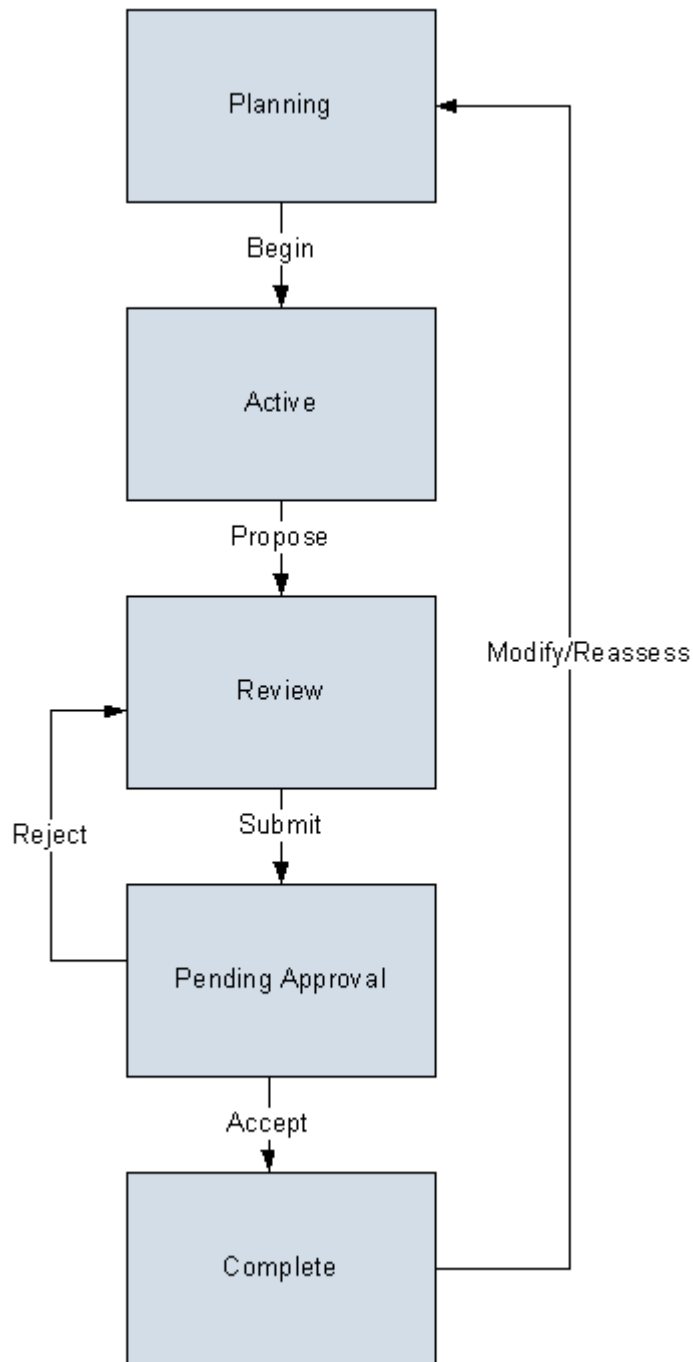 Planning
Begin
Active
Propose
Modify/Reassess
Review
Submit
Reject
Pending Approval
Accept
Complete